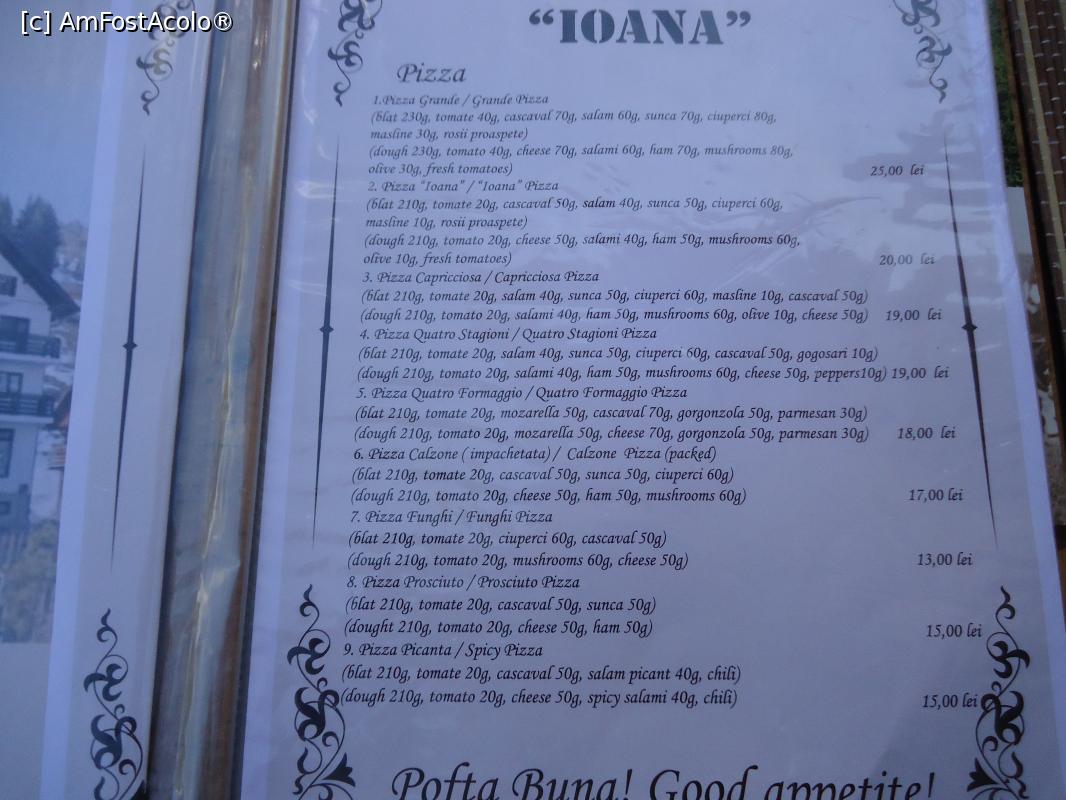 [c] AmFostAcolo®
“IOANA”
Pizza
1.Pizza Grande / Grande Pizza
(blat 230g, tomate 40g, cascaval 70g, salam 60g, sunca 70g, ciuperci 80g,
masline 30g, rosii proaspete)
(dough 230g, tomato 40g, cheese 70g, salami 60g, ham 70g, mushrooms 80g,
olive 30g, fresh tomatoes) 25,00 lei
2. Pizza “Ioana” / “Ioana” Pizza
(blat 210g, tomate 20g, cascaval 50g, salam 40g, sunca 50g, ciuperci 60g,
masline 10g, rosii proaspete)
(dough 210g, tomato 20g, cheese 50g, salami 40g, ham 50g, mushrooms 60g,
olive 10g, fresh tomatoes) 20,00 lei
3. Pizza Capricciosa / Capricciosa Pizza
(blat 210g, tomate 20g, salam 40g, sunca 50g, ciuperci 60g, masline 10g, cascaval 50g)
(dough 210g, tomato 20g, salami 40g, ham 50g, mushrooms 60g, olive 10g, cheese 50g) 19,00 lei
4. Pizza Quatro Stagioni / Quatro Stagioni Pizza
(blat 210g, tomate 20g, salam 40g, sunca 50g, ciuperci 60g, cascaval 50g, gogosari 10g)
(dough 210g, tomato 20g, salami 40g, ham 50g, mushrooms 60g, cheese 50g, peppers10g) 19,00 lei
5. Pizza Quatro Formaggio / Quatro Formaggio Pizza
(blat 210g, tomate 20g, mozarella 50g, cascaval 70g, gorgonzola 50g, parmesan 30g)
(dough 210g, tomato 20g, mozarella 50g, cheese 70g, gorgonzola 50g, parmesan 30g) 18,00 lei
6. Pizza Calzone ( impachetata) / Calzone Pizza (packed)
(blat 210g, tomate 20g, cascaval 50g, sunca 50g, ciuperci 60g)
(dough 210g, tomato 20g, cheese 50g, ham 50g, mushrooms 60g) 17,00 lei
7. Pizza Funghi / Funghi Pizza
(blat 210g, tomate 20g, ciuperci 60g, cascaval 50g)
(dough 210g, tomato 20g, mushrooms 60g, cheese 50g) 13,00 lei
8. Pizza Prosciuto / Prosciuto Pizza
(blat 210g, tomate 20g, cascaval 50g, sunca 50g)
(dought 210g, tomato 20g, cheese 50g, ham 50g) 15,00 lei
9. Pizza Picanta / Spicy Pizza
(blat 210g, tomate 20g, cascaval 50g, salam picant 40g, chili)
(dough 210g, tomato 20g, cheese 50g, spicy salami 40g, chili) 15,00 lei
Pofta Buna! Good appetite!